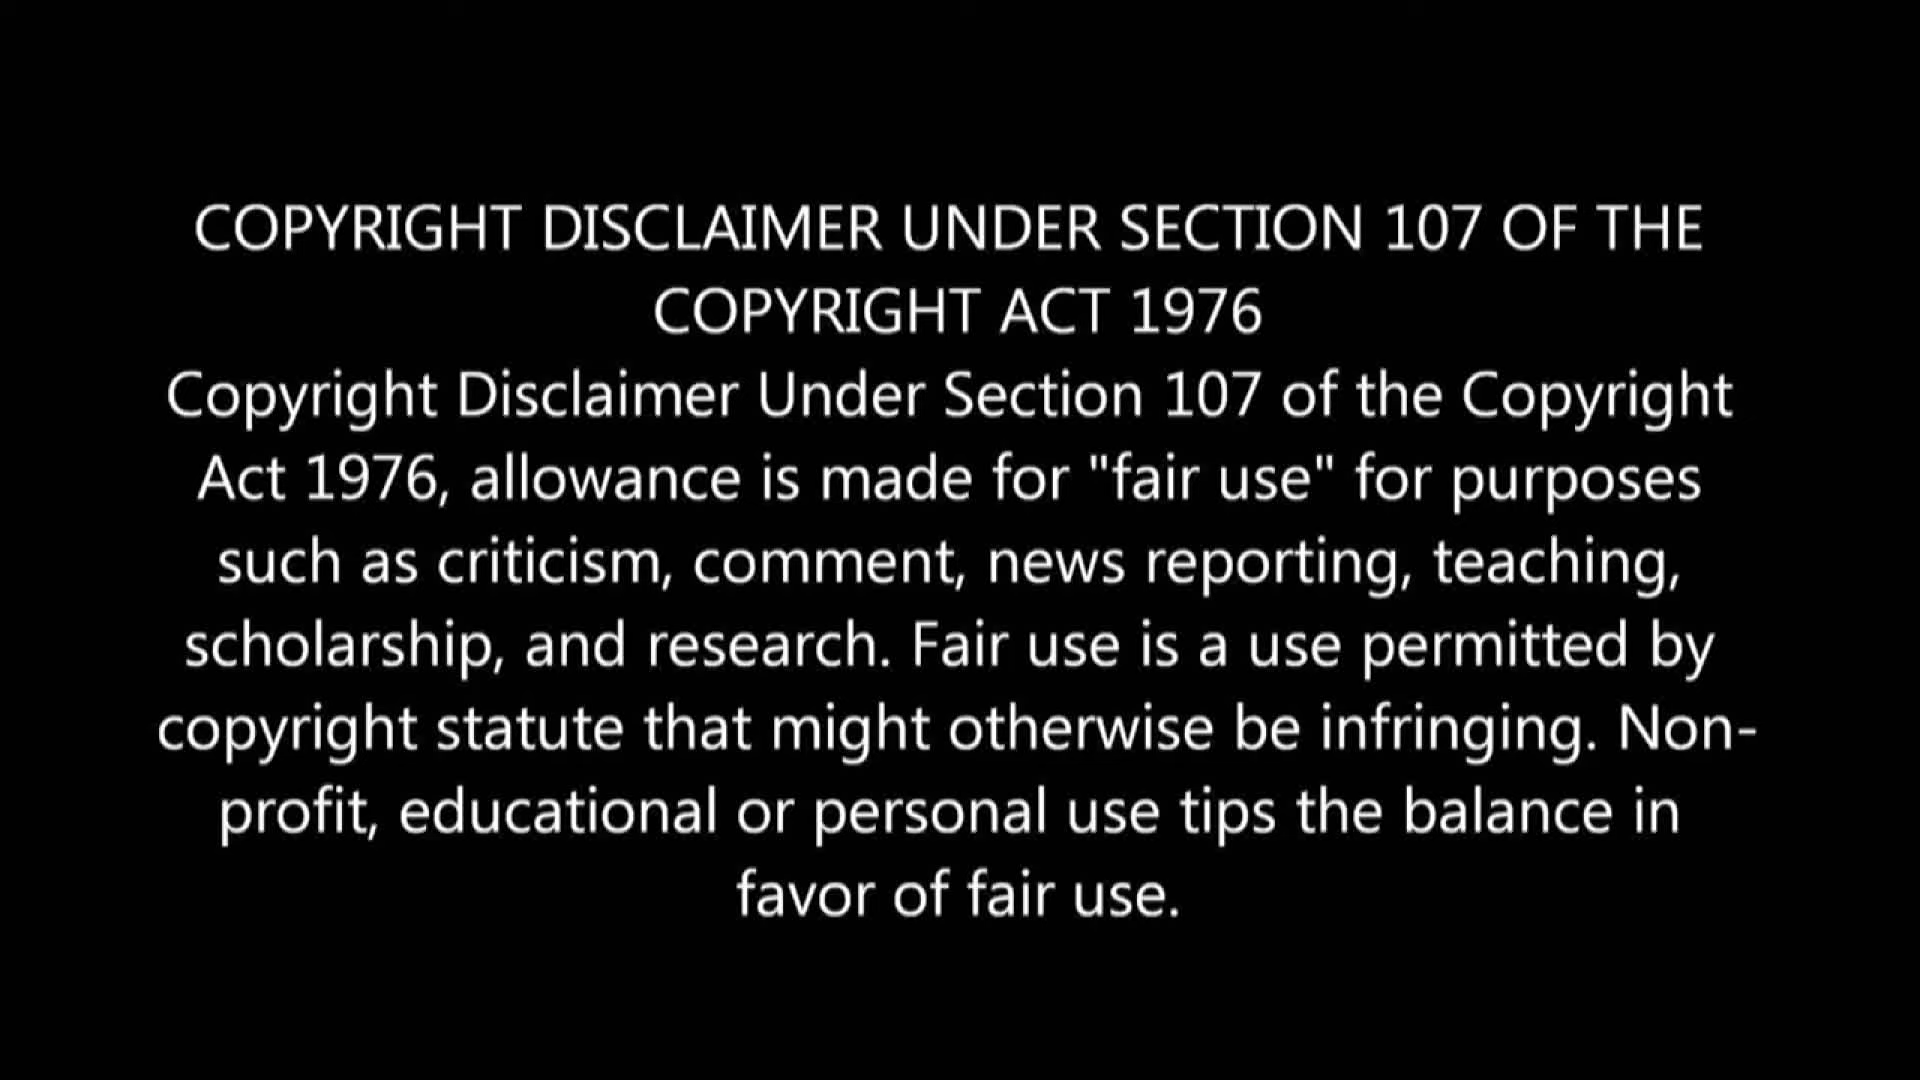 COPYRIGHT DISCLAIMER UNDER SECTION 107 OF THE
COPYRIGHT ACT 1976
Copyright Disclaimer Under Section 107 of the Copyright
Act 1976, allowance is made for "fair use" for purposes
such as criticism, comment, news reporting, teaching,
scholarship, and research. Fair use is a use permitted by
copyright statute that might otherwise be infringing. Non-
profit, educational or personal use tips the balance in
favor of fair use.